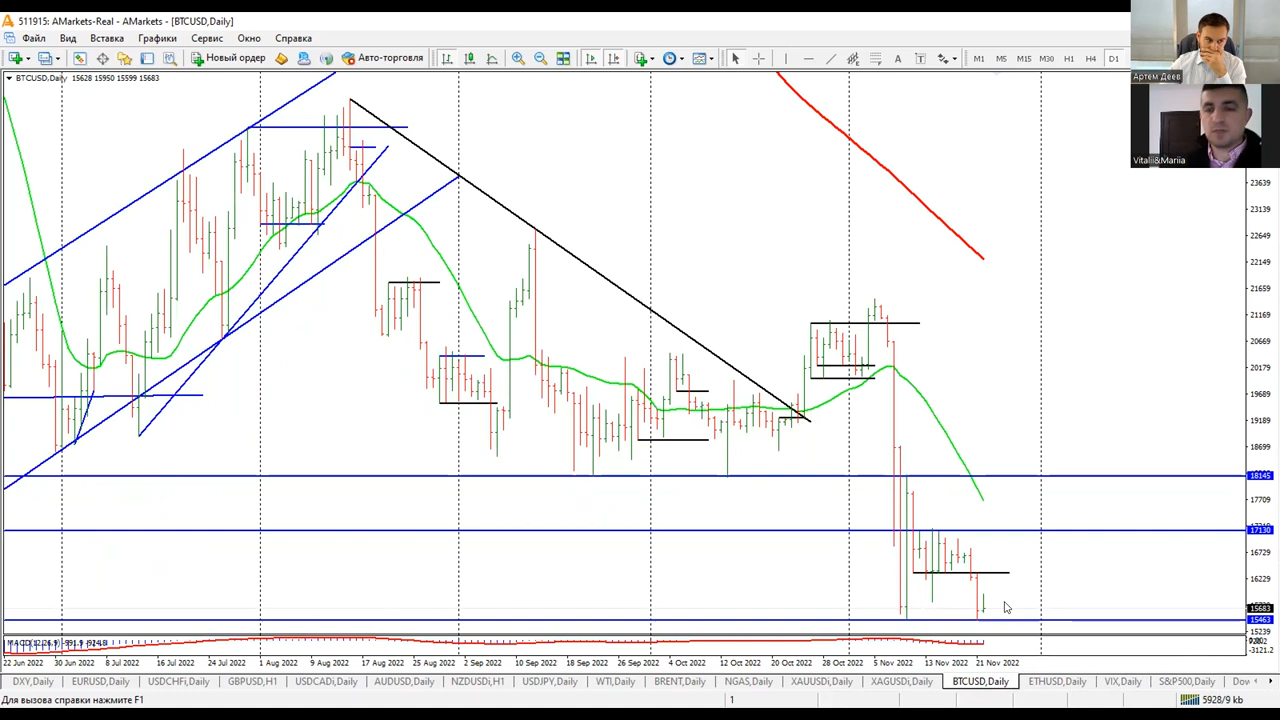 511915: AMarkets-Real - AMarkets - [BTCUSD,Daily]
Файл Вид Вставка Графики Сервис Окно Справка
Новый ордер Авто-торговля A T M1 M5 M15 M30 H1 H4 D1
BTCUSD,Daily 15628 15950 15599 15683
Артем Деев
Vitalii&Mariia
23639
23139
22649
22149
21659
21169
20669
20179
19689
19189
18145
17709
17130
16729
16229
15683
15463
15239
-3121.2
22 Jun 2022 30 Jun 2022 8 Jul 2022 16 Jul 2022 24 Jul 2022 1 Aug 2022 9 Aug 2022 17 Aug 2022 25 Aug 2022 2 Sep 2022 10 Sep 2022 18 Sep 2022 26 Sep 2022 4 Oct 2022 12 Oct 2022 20 Oct 2022 28 Oct 2022 5 Nov 2022 13 Nov 2022 21 Nov 2022
DXY,Daily EURUSD,Daily USDCHFi,Daily GBPUSD,H1 USDCADi,Daily AUDUSD,Daily NZDUSDi,H1 USDJPY,Daily WTI,Daily BRENT,Daily NGAS,Daily XAUUSDi,Daily XAGUSDi,Daily BTCUSD,Daily ETHUSD,Daily VIX,Daily S&P500,Daily Dow
Для вызова справки нажмите F1 1 5928/9 kb